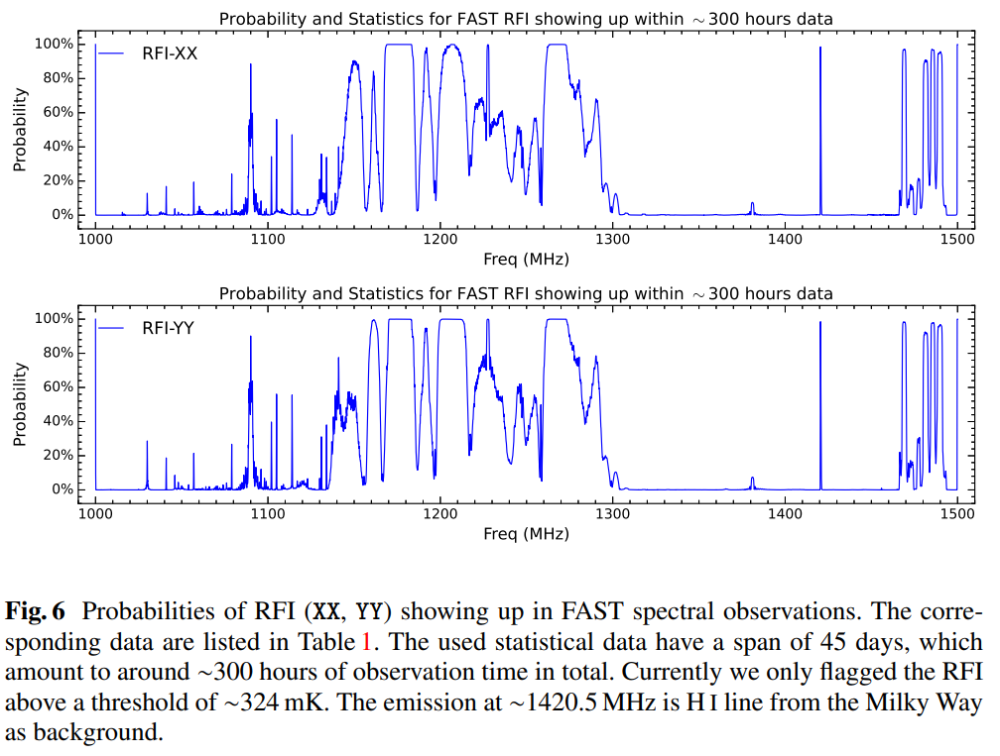 Probability and Statistics for FAST RFI showing up within ~300 hours data
100%
80%
60%
40%
20%
0%
Probability
RFI-XX
1000 1100 1200 1300 1400 1500
Freq (MHz)
Probability and Statistics for FAST RFI showing up within ~300 hours data
100%
80%
60%
40%
20%
0%
Probability
RFI-YY
1000 1100 1200 1300 1400 1500
Freq (MHz)
Fig. 6 Probabilities of RFI (XX, YY) showing up in FAST spectral observations. The corre-
sponding data are listed in Table 1. The used statistical data have a span of 45 days, which
amount to around ~300 hours of observation time in total. Currently we only flagged the RFI
above a threshold of ~324 mK. The emission at ~1420.5 MHz is H I line from the Milky Way
as background.